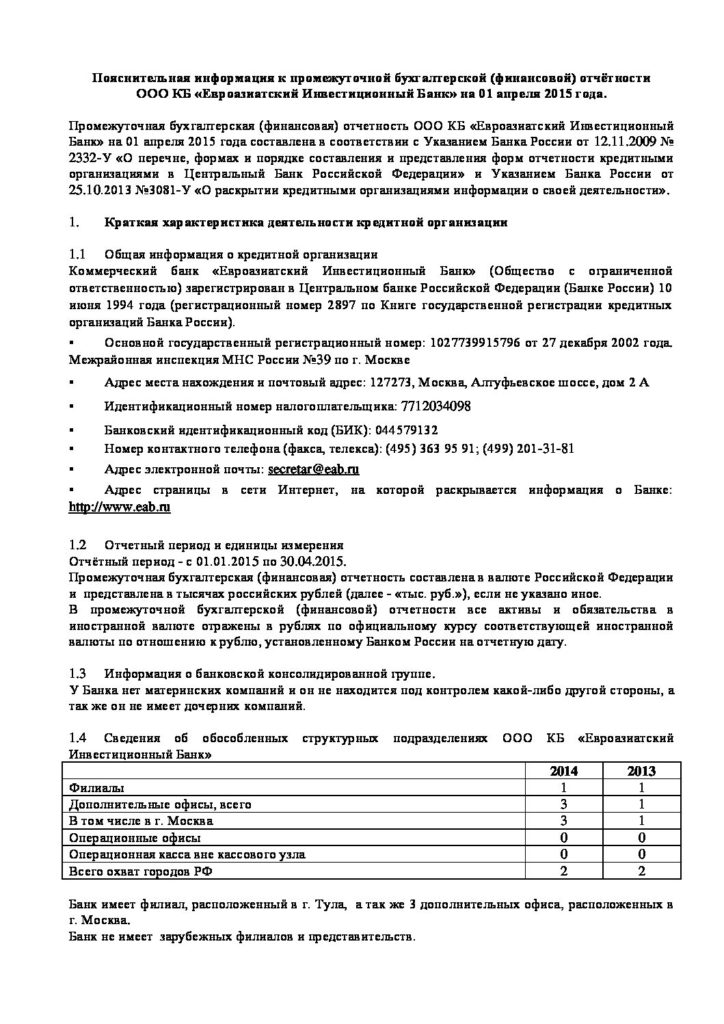 Пояснительная информация к промежуточной бухгалтерской (финансовой) отчётности
ООО КБ «Евроазиатский Инвестиционный Банк» на 01 апреля 2015 года.
Промежуточная бухгалтерская (финансовая) отчетность ООО КБ «Евроазиатский Инвестиционный
Банк» на 01 апреля 2015 года составлена в соответствии с Указанием Банка России от 12.11.2009 №
2332-У «О перечне, формах и порядке составления и представления форм отчетности кредитными
организациями в Центральный Банк Российской Федерации» и Указанием Банка России от
25.10.2013 №3081-У «О раскрытии кредитными организациями информации о своей деятельности».
1. Краткая характеристика деятельности кредитной организации
1.1 Общая информация о кредитной организации
Коммерческий банк «Евроазиатский Инвестиционный Банк» (Общество с ограниченной
ответственностью) зарегистрирован в Центральном банке Российской Федерации (Банке России) 10
июня 1994 года (регистрационный номер 2897 по Книге государственной регистрации кредитных
организаций Банка России).
▪ Основной государственный регистрационный номер: 1027739915796 от 27 декабря 2002 года.
Межрайонная инспекция МНС России №39 по г. Москве
▪ Адрес места нахождения и почтовый адрес: 127273, Москва, Алтуфьевское шоссе, дом 2 А
▪ Идентификационный номер налогоплательщика: 7712034098
▪ Банковский идентификационный код (БИК): 044579132
▪ Номер контактного телефона (факса, телекса): (495) 363 95 91; (499) 201-31-81
▪ Адрес электронной почты: secretar@eab.ru
▪ Адрес страницы в сети Интернет, на которой раскрывается информация о Банке:
http://www.eab.ru
1.2 Отчетный период и единицы измерения
Отчётный период - с 01.01.2015 по 30.04.2015.
Промежуточная бухгалтерская (финансовая) отчетность составлена в валюте Российской Федерации
и представлена в тысячах российских рублей (далее - «тыс. руб.»), если не указано иное.
В промежуточной бухгалтерской (финансовой) отчетности все активы и обязательства в
иностранной валюте отражены в рублях по официальному курсу соответствующей иностранной
валюты по отношению к рублю, установленному Банком России на отчетную дату.
1.3 Информация о банковской консолидированной группе.
У Банка нет материнских компаний и он не находится под контролем какой-либо другой стороны, а
так же он не имеет дочерних компаний.
1.4 Сведения об обособленных структурных подразделениях ООО КБ «Евроазиатский
Инвестиционный Банк»
2014 2013
Филиалы 1 1
Дополнительные офисы, всего 3 1
В том числе в г. Москва 3 1
Операционные офисы 0 0
Операционная касса вне кассового узла 0 0
Всего охват городов РФ 2 2
Банк имеет филиал, расположенный в г. Тула, а так же 3 дополнительных офиса, расположенных в
г. Москва.
Банк не имеет зарубежных филиалов и представительств.